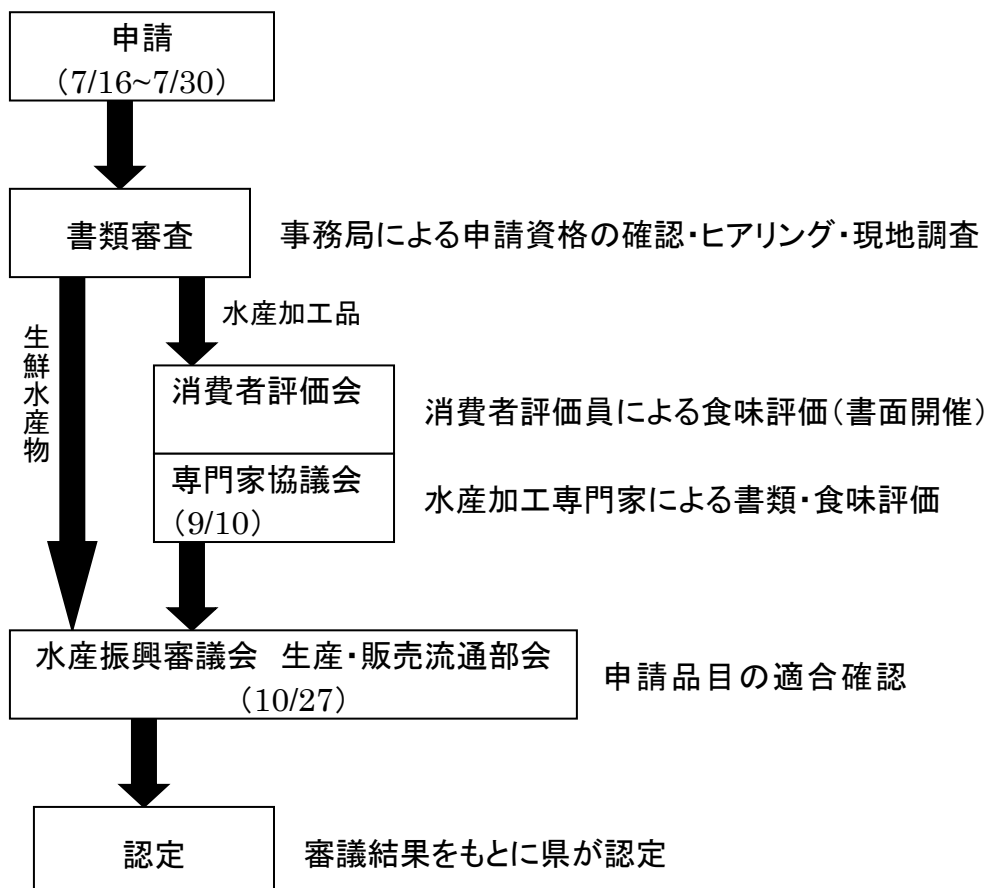 申請
（7/16~7/30）
書類審査
事務局による申請資格の確認・ヒアリング・現地調査
生鮮水産物
水産加工品
消費者評価会
消費者評価員による食味評価（書面開催）
専門家協議会
（9/10）
水産加工専門家による書類・食味評価
水産振興審議会　生産・販売流通部会
（10/27）
申請品目の適合確認
認定
審議結果をもとに県が認定